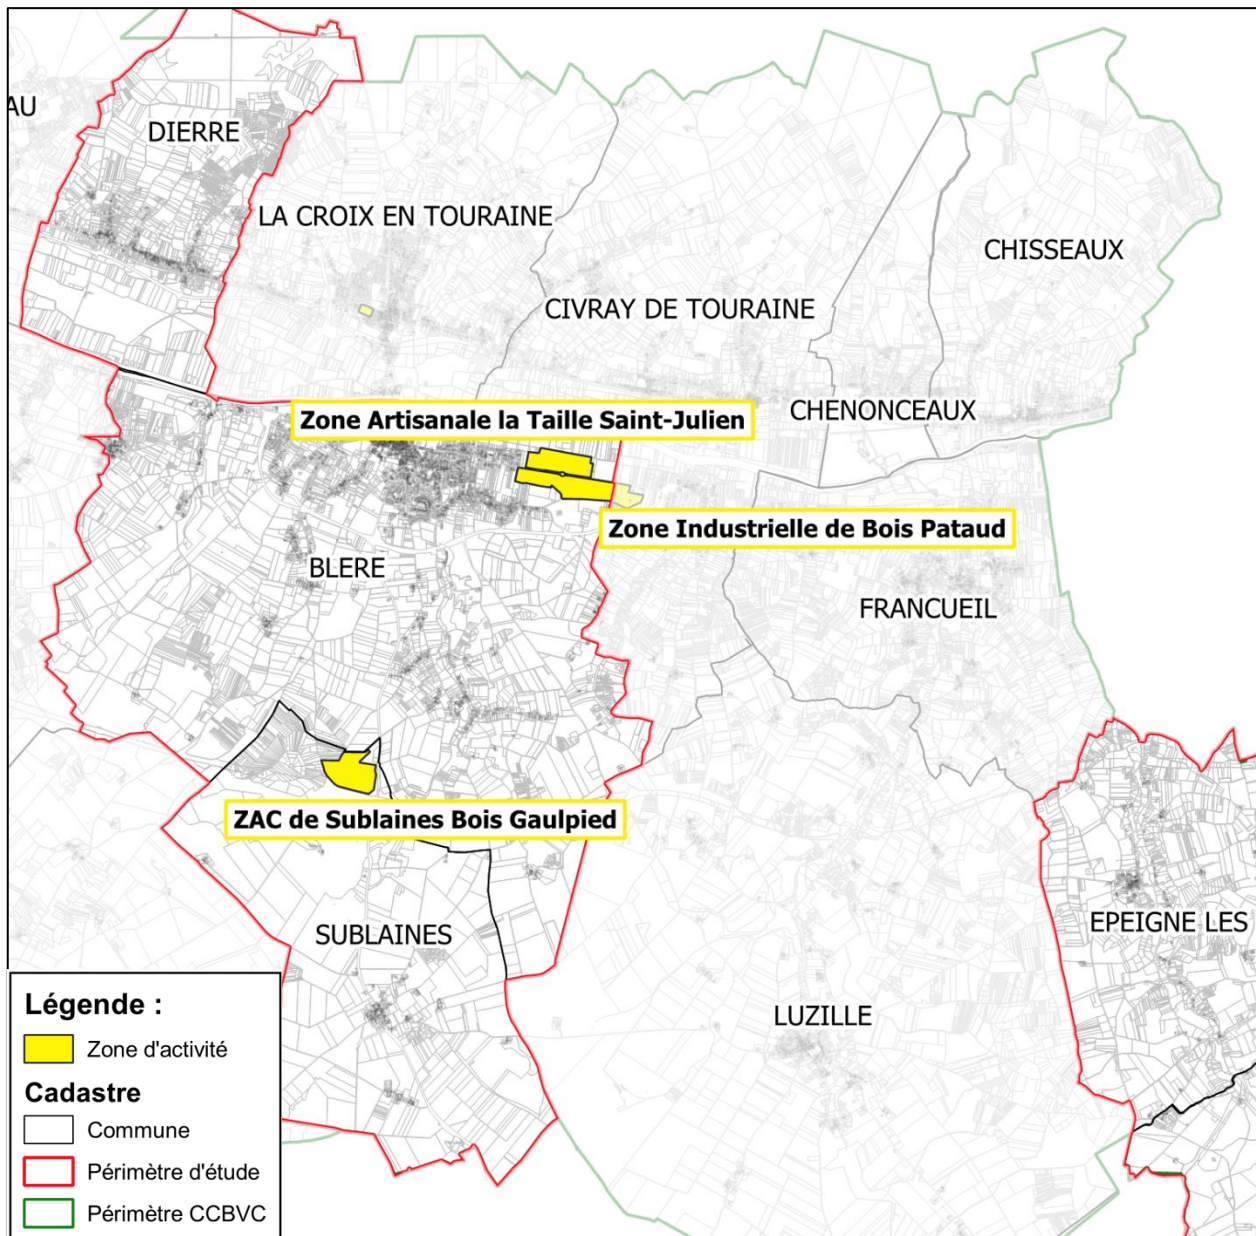 AU
DIERRE
LA CROIX EN TOURAINE
CHISSEAUX
CIVRAY DE TOURAINE
CHENONCEAUX
Zone Artisanale la Taille Saint-Julien
Zone Industrielle de Bois Pataud
BLERE
FRANCUEIL
ZAC de Sublaines Bois Gaulpied
SUBLAINES
EPEIGNE LES
LUZILLE
Légende :
Zone d'activité
Cadastre
Commune
Périmètre d'étude
Périmètre CCBVC